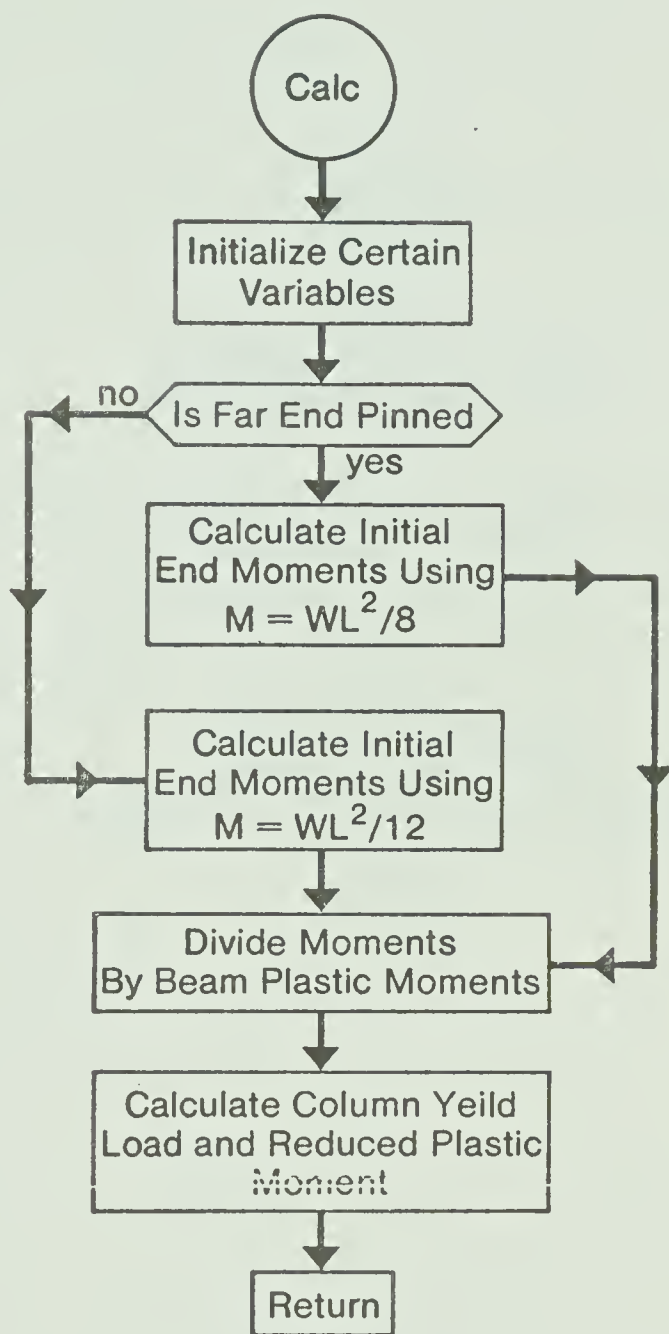 Calc
Initialize Certain
Variables
Is Far End Pinned
no
yes
Calculate Initial
End Moments Using
M = WL²/8
Calculate Initial
End Moments Using
M = WL²/12
Divide Moments
By Beam Plastic Moments
Calculate Column Yeild
Load and Reduced Plastic
Moment
Return